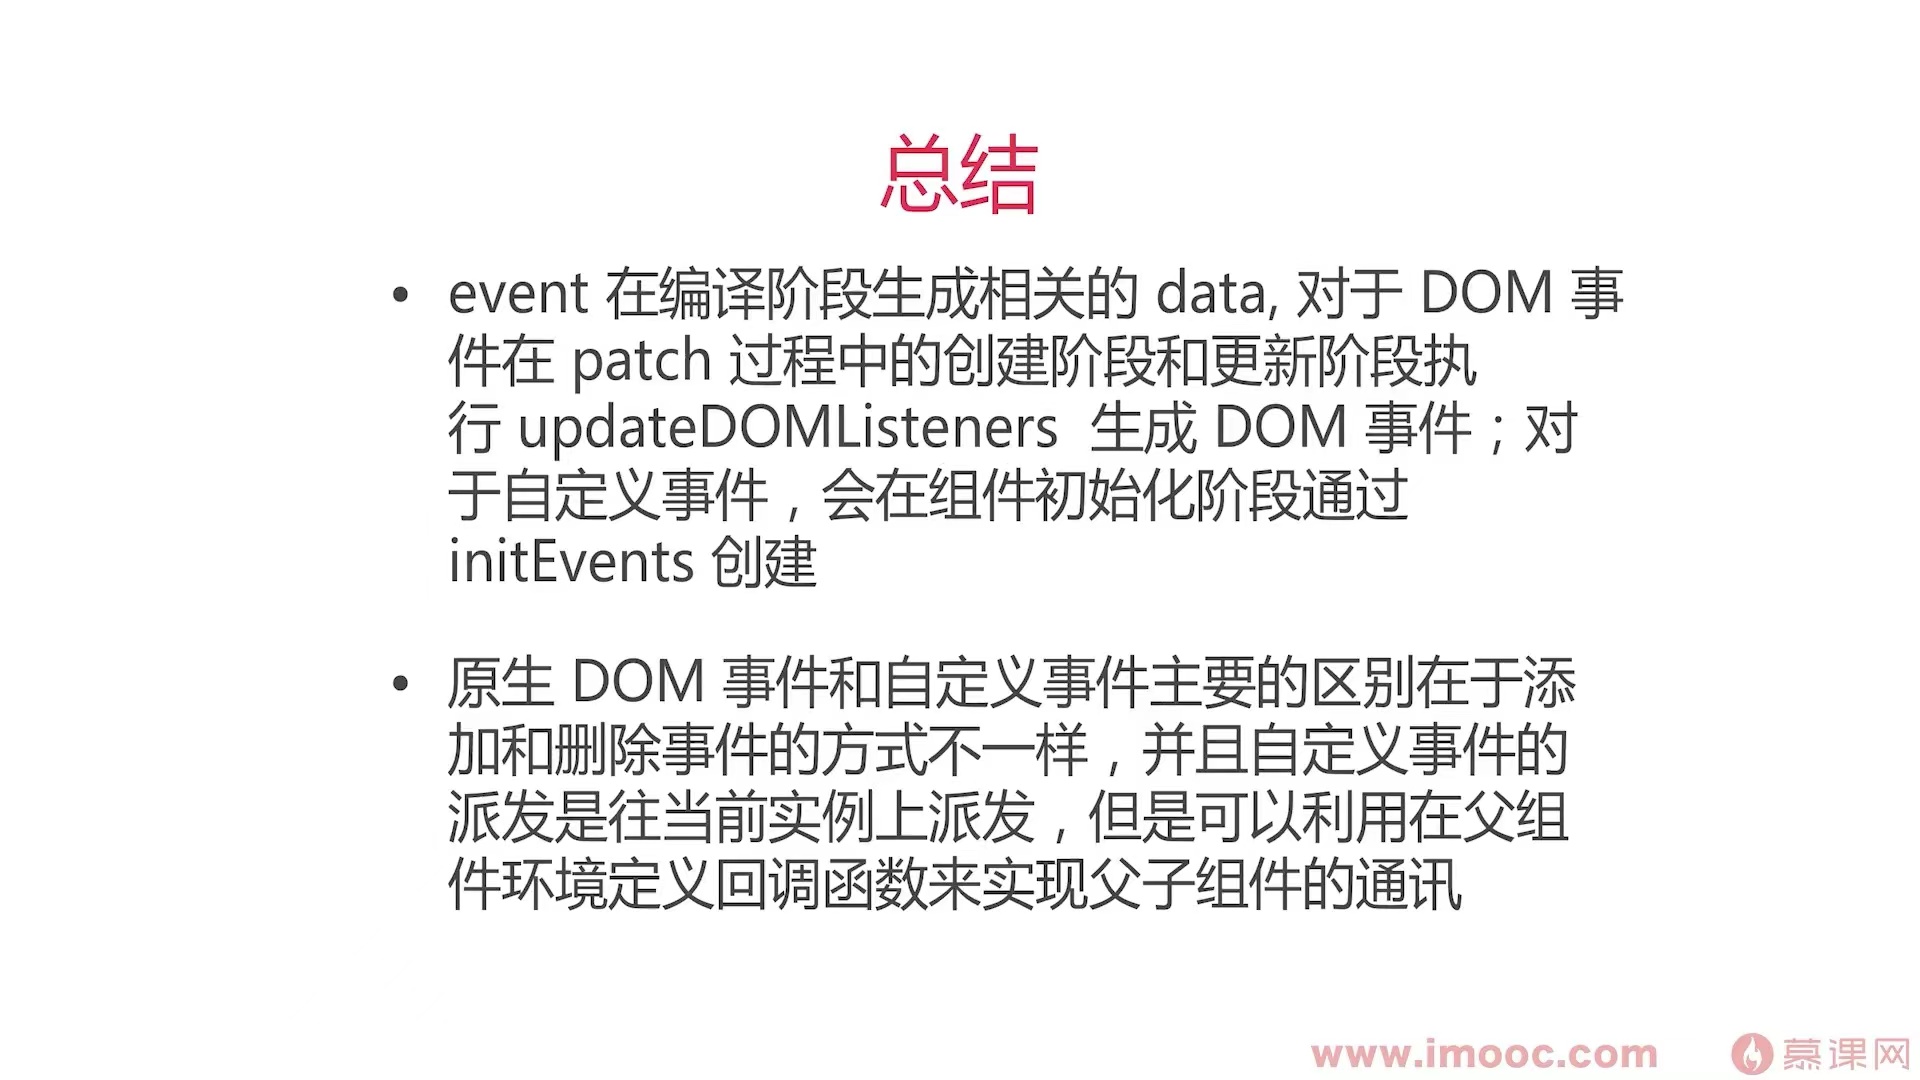 总结
• event 在编译阶段生成相关的 data, 对于 DOM 事
件在 patch 过程中的创建阶段和更新阶段执
行 updateDOMListeners 生成 DOM 事件；对
于自定义事件，会在组件初始化阶段通过
initEvents 创建
• 原生 DOM 事件和自定义事件主要的区别在于添
加和删除事件的方式不一样，并且自定义事件的
派发是往当前实例上派发，但是可以利用在父组
件环境定义回调函数来实现父子组件的通讯
www.imooc.com 慕课网